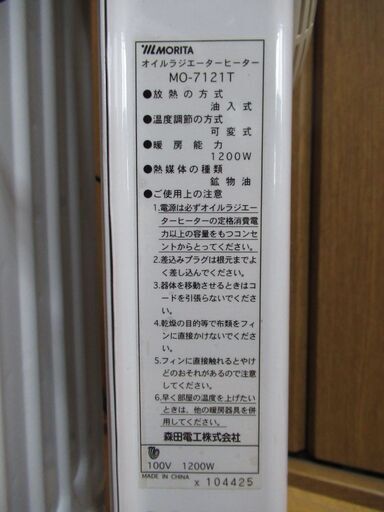 MORITA
オイルラジエーターヒーター
MO-7121T
●放熱の方式
油入式
●温度調節の方式
可変式
●暖房能力
1200W
●熱媒体の種類
鉱物油
●ご使用上の注意
1.電源は必ずオイルラジエ
ーターヒーターの定格消費電
力以上の容量をもつコンセ
ントからとってください。
2.差込みプラグは根元までよ
く差し込んでください。
3.器体を移動させるときはコ
ードを引張らないでくださ
い。
4.乾燥の目的等で布類をフィ
ンに直接かけないでくださ
い。
5.フィンに直接触れるとやけ
どのおそれがあるので注意
してください。
6.早く部屋の温度を上げたい
ときは、他の暖房器具を併
用してください。
森田電工株式会社
100V 1200W
MADE IN CHINA
X 104425